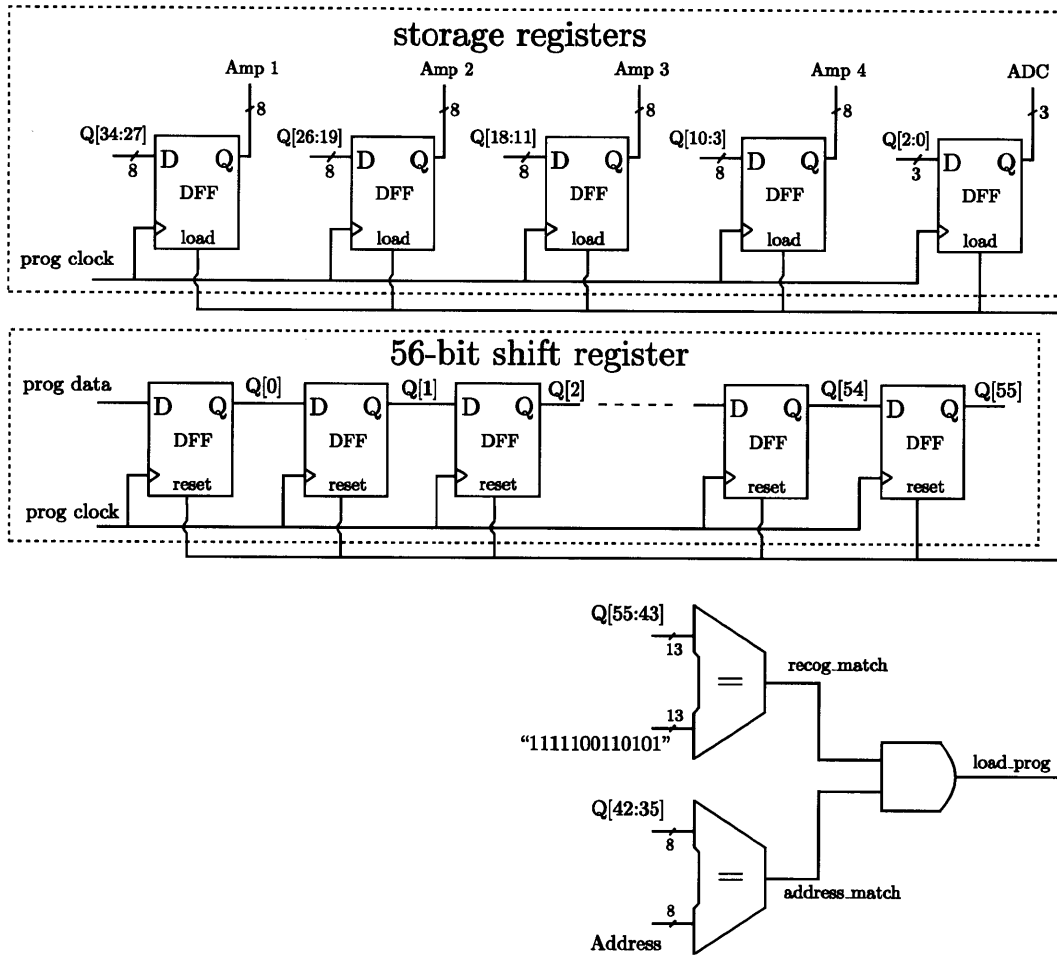 storage registers
Amp 1 Amp 2 Amp 3 Amp 4 ADC
8 8 8 8 3
Q[34:27] Q[26:19] Q[18:11] Q[10:3] Q[2:0]
8 8 8 8 3
D Q D Q D Q D Q D Q
DFF DFF DFF DFF DFF
load load load load load
prog clock
56-bit shift register
prog data Q[0] Q[1] Q[2] Q[54] Q[55]
D Q D Q D Q D Q D Q
DFF DFF DFF DFF DFF
reset reset reset reset reset
prog clock
Q[55:43]
13
recog_match
==
13
“1111100110101”
load_prog
Q[42:35]
8
==
address_match
8
Address